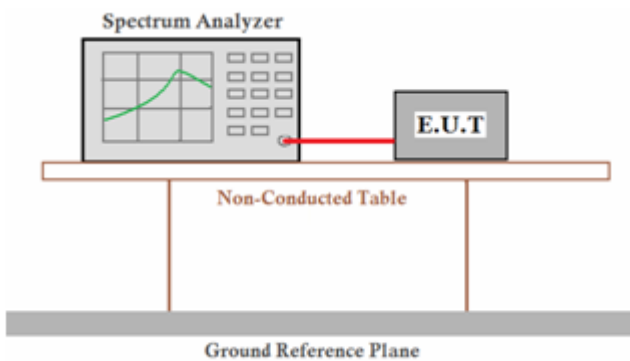 Spectrum Analyzer
E.U.T
Non-Conducted Table
Ground Reference Plane